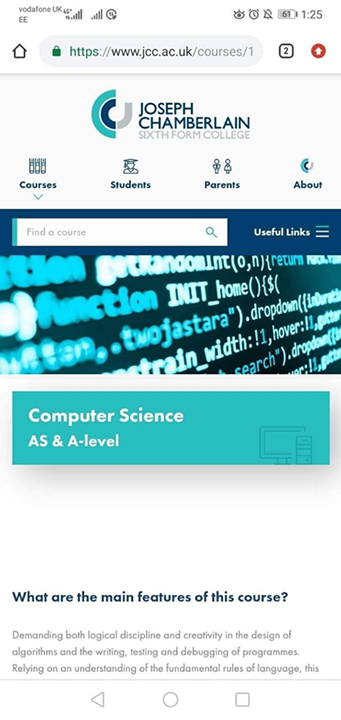 vodafone UK 4G
EE
61 1:25
https://www.jcc.ac.uk/courses/1
2
JOSEPH
CHAMBERLAIN
SIXTH FORM COLLEGE
Courses
Students
Parents
About
Find a course
Useful Links
getRandomInt(0,n){return Math.
function INIT_home(){$(
twojastara").dropdown({inDuratio
train_width:!1,hover:!1,gutter
search").dropdown({in
:!1,gutter
Computer Science
AS & A-level
What are the main features of this course?
Demanding both logical discipline and creativity in the design of
algorithms and the writing, testing and debugging of programmes.
Relying on an understanding of the fundamental rules of language, this